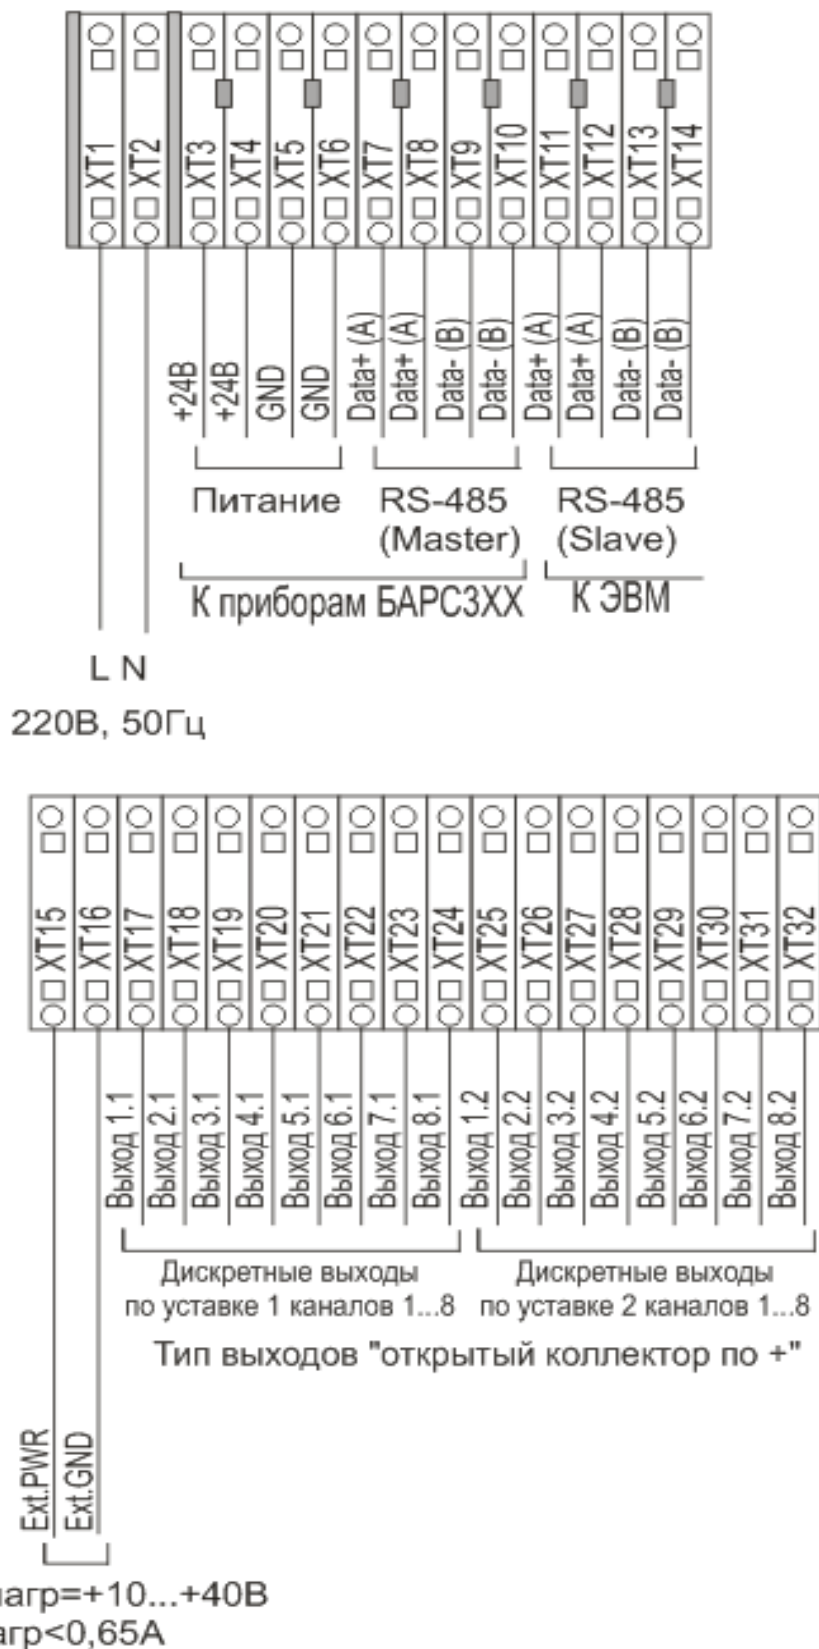 XT1 XT2 XT3 XT4 XT5 XT6 XT7 XT8 XT9 XT10 XT11 XT12 XT13 XT14
+24В +24В GND GND Data+ (A) Data+ (A) Data- (B) Data- (B) Data+ (A) Data+ (A) Data- (B) Data- (B)
Питание RS-485 RS-485
(Master) (Slave)
К приборам БАРС3ХХ К ЭВМ
L N
220В, 50Гц
XT15 XT16 XT17 XT18 XT19 XT20 XT21 XT22 XT23 XT24 XT25 XT26 XT27 XT28 XT29 XT30 XT31 XT32
Выход 1.1 Выход 2.1 Выход 3.1 Выход 4.1 Выход 5.1 Выход 6.1 Выход 7.1 Выход 8.1 Выход 1.2 Выход 2.2 Выход 3.2 Выход 4.2 Выход 5.2 Выход 6.2 Выход 7.2 Выход 8.2
Дискретные выходы Дискретные выходы
по уставке 1 каналов 1...8 по уставке 2 каналов 1...8
Тип выходов "открытый коллектор по +"
Ext.PWR Ext.GND
нагр=+10...+40В
агр<0,65А